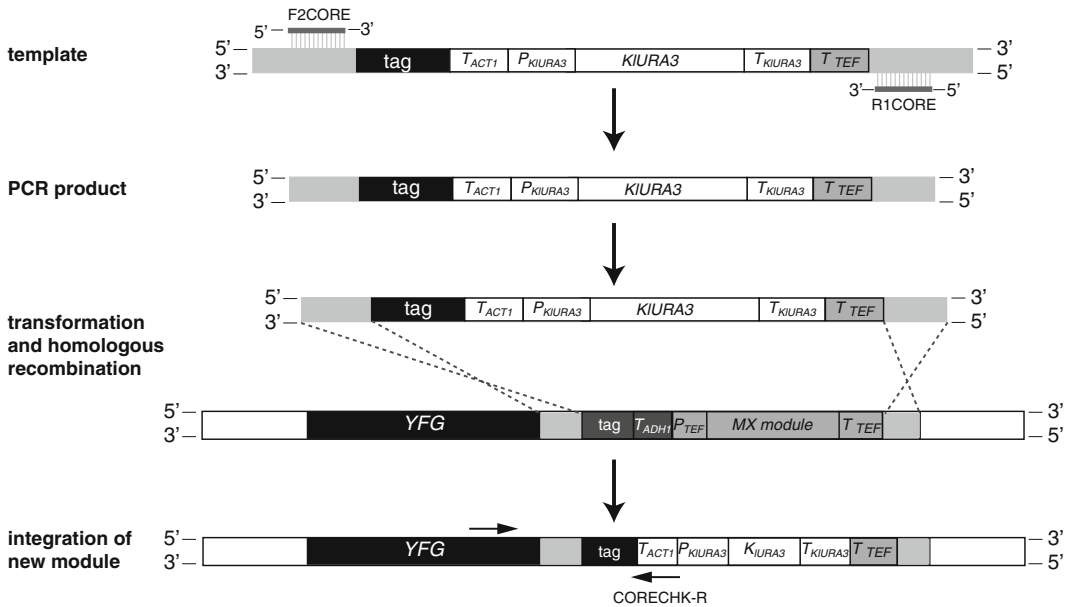 F2CORE
5’ 3’
template
5’ tag TACT1 PKlURA3 KlURA3 TKlURA3 T TEF 3’
3’ 5’
3’ 5’
R1CORE
PCR product
5’ tag TACT1 PKlURA3 KlURA3 TKlURA3 T TEF 3’
3’ 5’
transformation
and homologous
recombination
5’ tag TACT1 PKlURA3 KlURA3 TKlURA3 T TEF 3’
3’ 5’
5’ YFG tag TADH1 PTEF MX module T TEF 3’
3’ 5’
integration of
new module
5’ YFG tag TACT1 PKlURA3 KlURA3 TKlURA3 T TEF 3’
3’ 5’
CORECHK-R